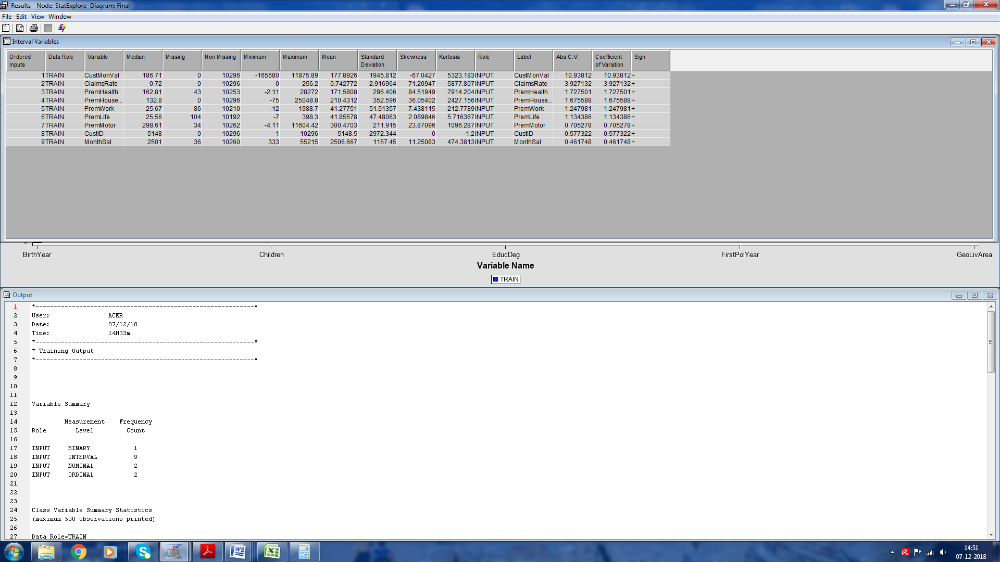 Results - Node: StatExplore  Diagram: Final
File Edit View Window
Interval Variables
Ordered Inputs Data Role Variable Median Missing Non Missing Minimum Maximum Mean Standard Deviation Skewness Kurtosis Role Label Abs C.V. Coefficient of Variation Sign
1 TRAIN CustMonVal 186.71 0 10296 -165680 11875.89 177.8926 1945.812 -67.0427 5323.183 INPUT CustMonVal 10.93812 10.93812 +
2 TRAIN ClaimsRate 0.72 0 10296 0 256.2 0.742772 2.916964 71.20947 5877.807 INPUT ClaimsRate 3.927132 3.927132 +
3 TRAIN PremHealth 162.81 43 10253 -2.11 28272 171.5808 296.406 84.51949 7914.204 INPUT PremHealth 1.727501 1.727501 +
4 TRAIN PremHouse... 132.8 0 10296 -75 25048.8 210.4312 352.596 36.05402 2427.156 INPUT PremHouse... 1.675588 1.675588 +
5 TRAIN PremWork 25.67 86 10210 -12 1988.7 41.27751 51.51357 7.438115 212.7789 INPUT PremWork 1.247981 1.247981 +
6 TRAIN PremLife 25.56 104 10192 -7 398.3 41.85578 47.48063 2.089846 5.716367 INPUT PremLife 1.134386 1.134386 +
7 TRAIN PremMotor 298.61 34 10262 -4.11 11604.42 300.4703 211.915 23.87096 1096.287 INPUT PremMotor 0.705278 0.705278 +
8 TRAIN CustID 5148 0 10296 1 10296 5148.5 2972.344 0 -1.2 INPUT CustID 0.577322 0.577322 +
9 TRAIN MonthSal 2501 36 10260 333 55215 2506.667 1157.45 11.25083 474.3813 INPUT MonthSal 0.461748 0.461748 +
BirthYear Children EducDeg FirstPolYear GeoLivArea
Variable Name
TRAIN
Output
1 *------------------------------------------------------------*
2 User: ACER
3 Date: 07/12/18
4 Time: 14H33m
5 *------------------------------------------------------------*
6 * Training Output
7 *------------------------------------------------------------*
8
9
10
11
12 Variable Summary
13
14 Measurement Frequency
15 Role Level Count
16
17 INPUT BINARY 1
18 INPUT INTERVAL 9
19 INPUT NOMINAL 2
20 INPUT ORDINAL 2
21
22
23
24 Class Variable Summary Statistics
25 (maximum 500 observations printed)
26
27 Data Role=TRAIN
14:51
07-12-2018